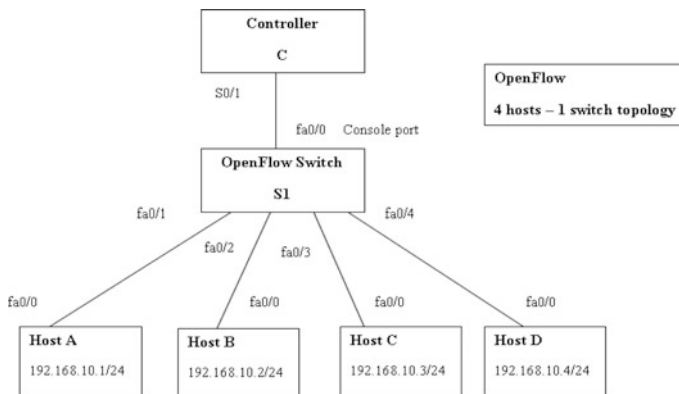 Controller
C
S0/1
OpenFlow
4 hosts – 1 switch topology
fa0/0 Console port
OpenFlow Switch
S1
fa0/1
fa0/4
fa0/2
fa0/3
fa0/0
fa0/0
fa0/0
fa0/0
Host A
192.168.10.1/24
Host B
192.168.10.2/24
Host C
192.168.10.3/24
Host D
192.168.10.4/24